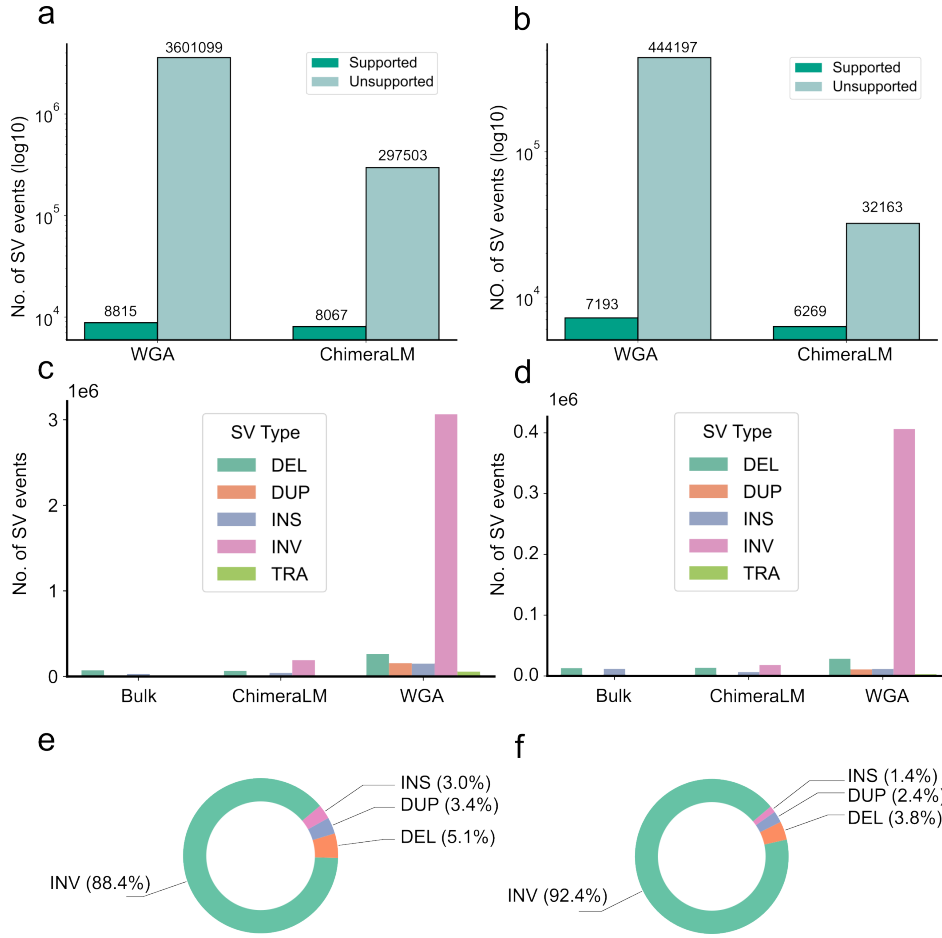 a
3601099
Supported
Unsupported
10^6
297503
10^5
8815
8067
10^4
No. of SV events (log10)
WGA
ChimeraLM
b
444197
Supported
Unsupported
10^5
32163
7193
6269
10^4
NO. of SV events (log10)
WGA
ChimeraLM
c
1e6
3
2
1
0
No. of SV events
SV Type
DEL
DUP
INS
INV
TRA
Bulk
ChimeraLM
WGA
d
1e6
0.4
0.3
0.2
0.1
0.0
No. of SV events
SV Type
DEL
DUP
INS
INV
TRA
Bulk
ChimeraLM
WGA
e
INS (3.0%)
DUP (3.4%)
DEL (5.1%)
INV (88.4%)
f
INS (1.4%)
DUP (2.4%)
DEL (3.8%)
INV (92.4%)